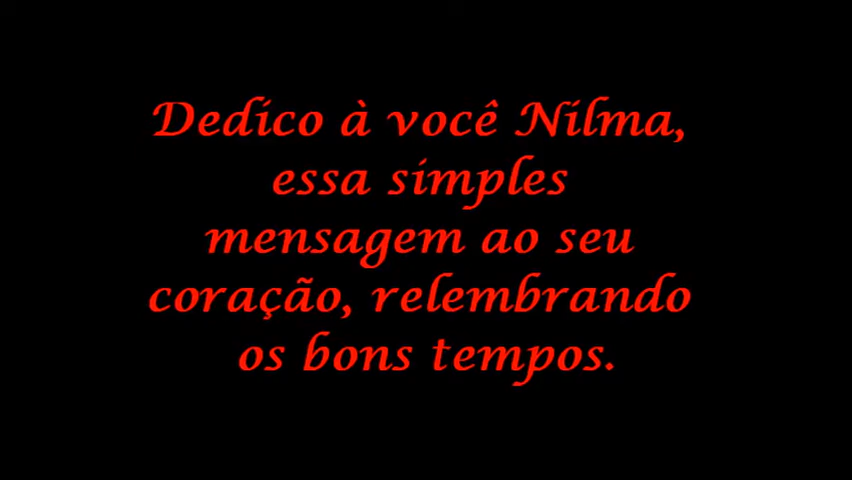 Dedico à você Nilma,
essa simples
mensagem ao seu
coração, relembrando
os bons tempos.